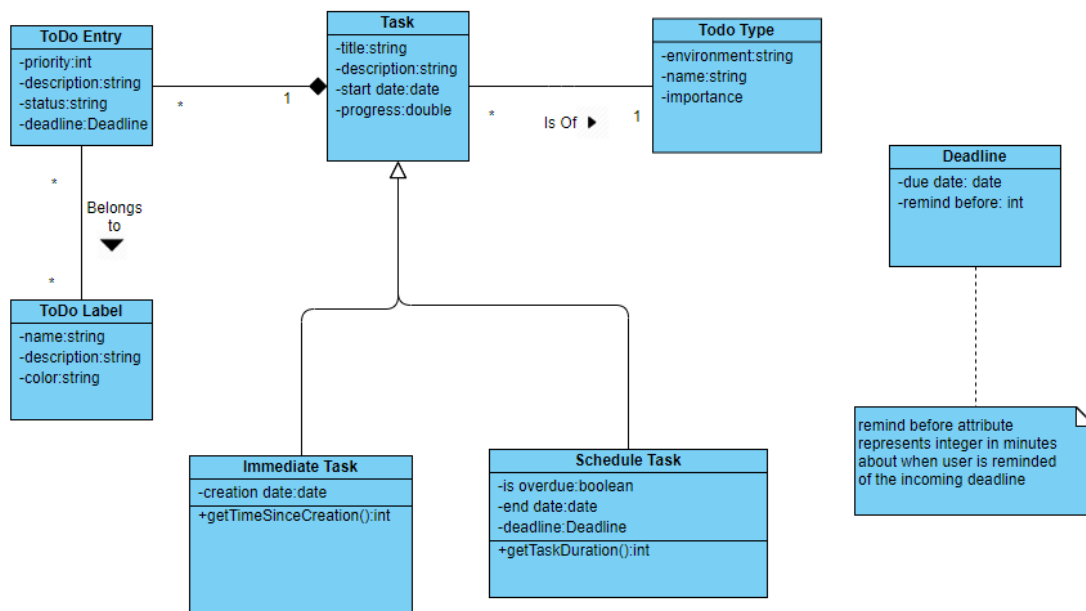 ToDo Entry
-priority:int
-description:string
-status:string
-deadline:Deadline
*
1
Task
-title:string
-description:string
-start date:date
-progress:double
*
Is Of
1
Todo Type
-environment:string
-name:string
-importance
Deadline
-due date: date
-remind before: int
*
Belongs
to
*
ToDo Label
-name:string
-description:string
-color:string
Immediate Task
-creation date:date
+getTimeSinceCreation():int
Schedule Task
-is overdue:boolean
-end date:date
-deadline:Deadline
+getTaskDuration():int
remind before attribute
represents integer in minutes
about when user is reminded
of the incoming deadline